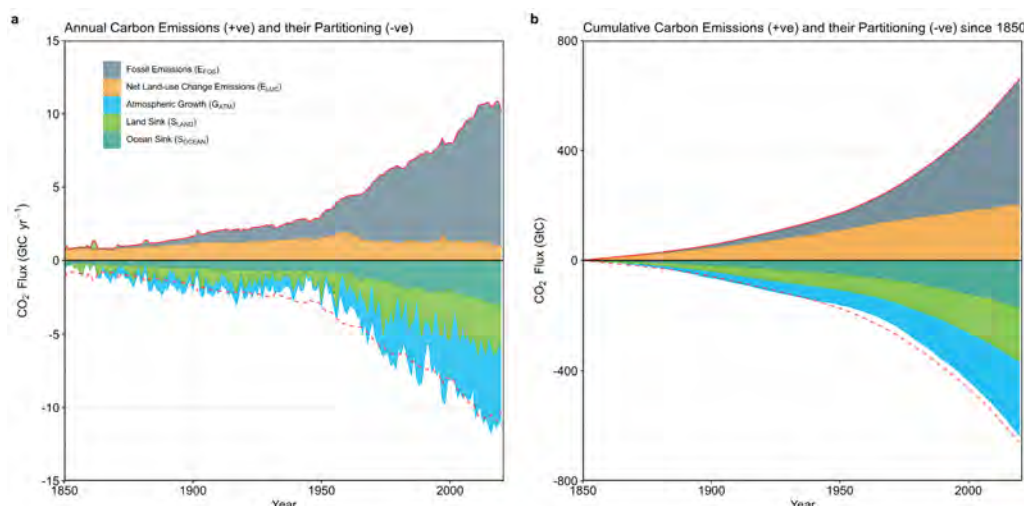 a
Annual Carbon Emissions (+ve) and their Partitioning (-ve)
15
10
5
0
-5
-10
-15
CO2 Flux (GtC yr−1)
Fossil Emissions (EFOS)
Net Land-use Change Emissions (ELUC)
Atmospheric Growth (GATM)
Land Sink (SLAND)
Ocean Sink (SOCEAN)
1850
1900
1950
2000
Year
b
Cumulative Carbon Emissions (+ve) and their Partitioning (-ve) since 1850
800
400
0
-400
-800
CO2 Flux (GtC)
1850
1900
1950
2000
Year